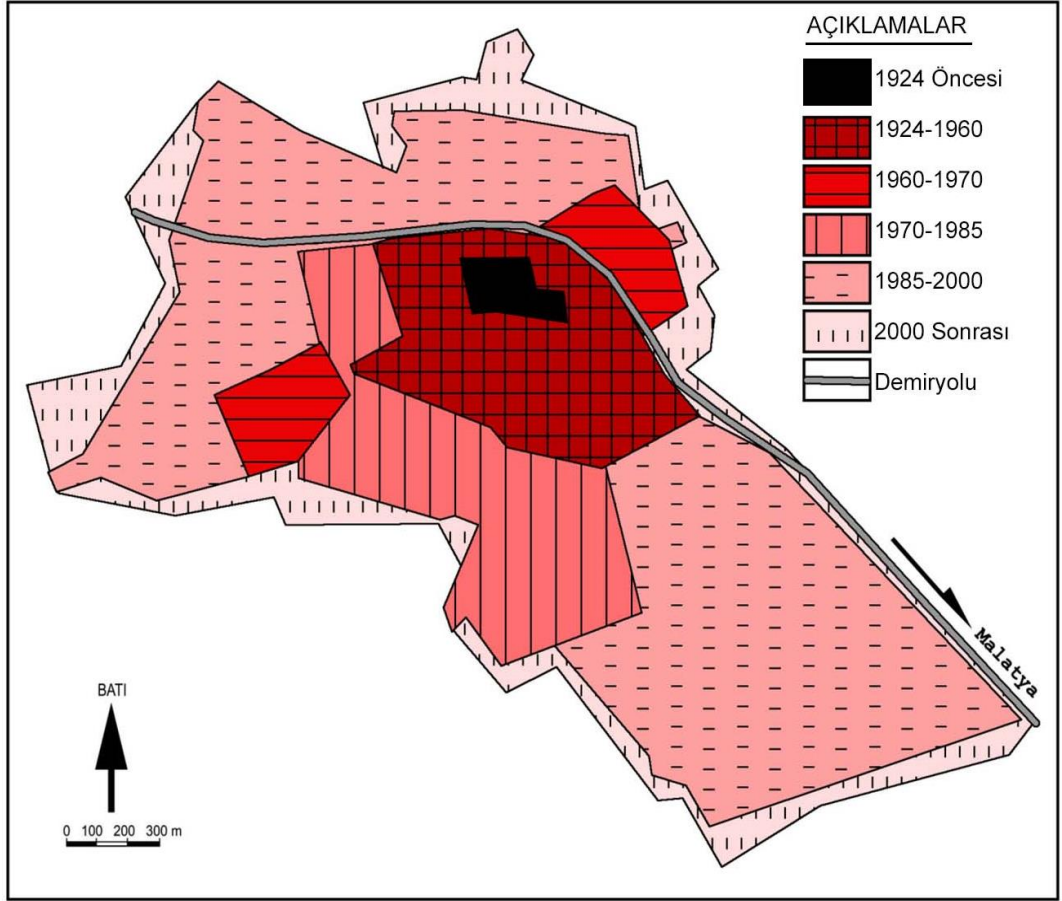 AÇIKLAMALAR
1924 Öncesi
1924-1960
1960-1970
1970-1985
1985-2000
2000 Sonrası
Demiryolu
Malatya
BATI
0 100 200 300 m